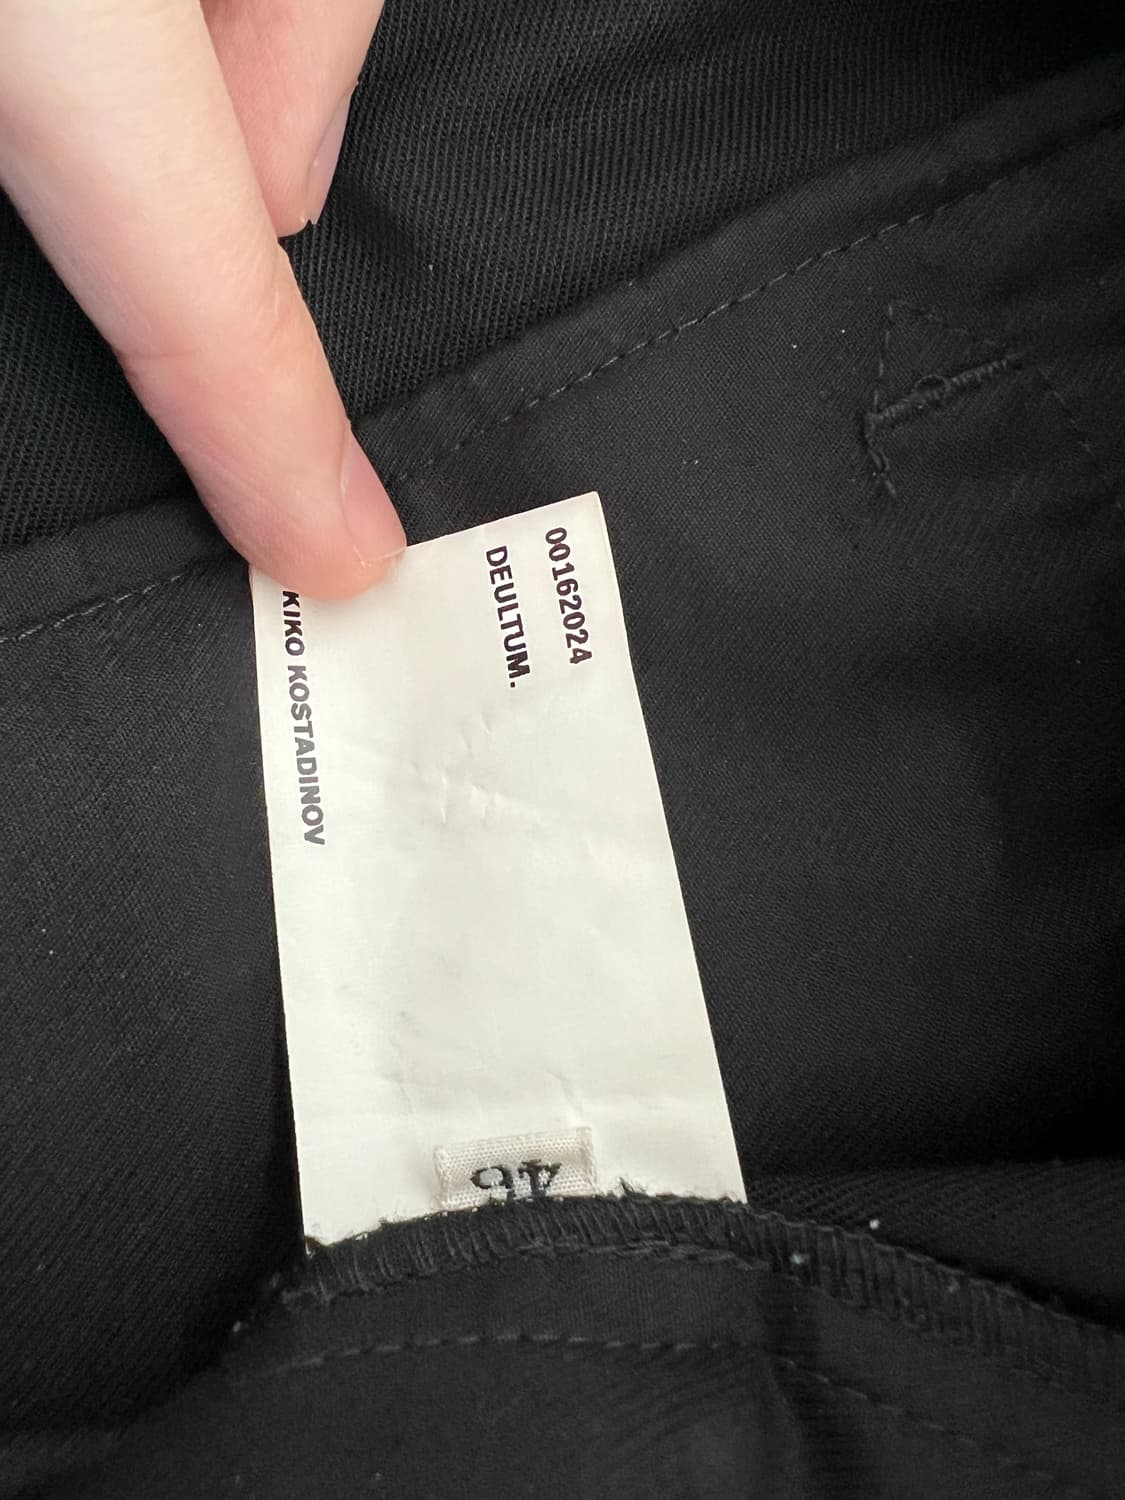 00162024
DEULTUM.
KIKO KOSTADINOV
46